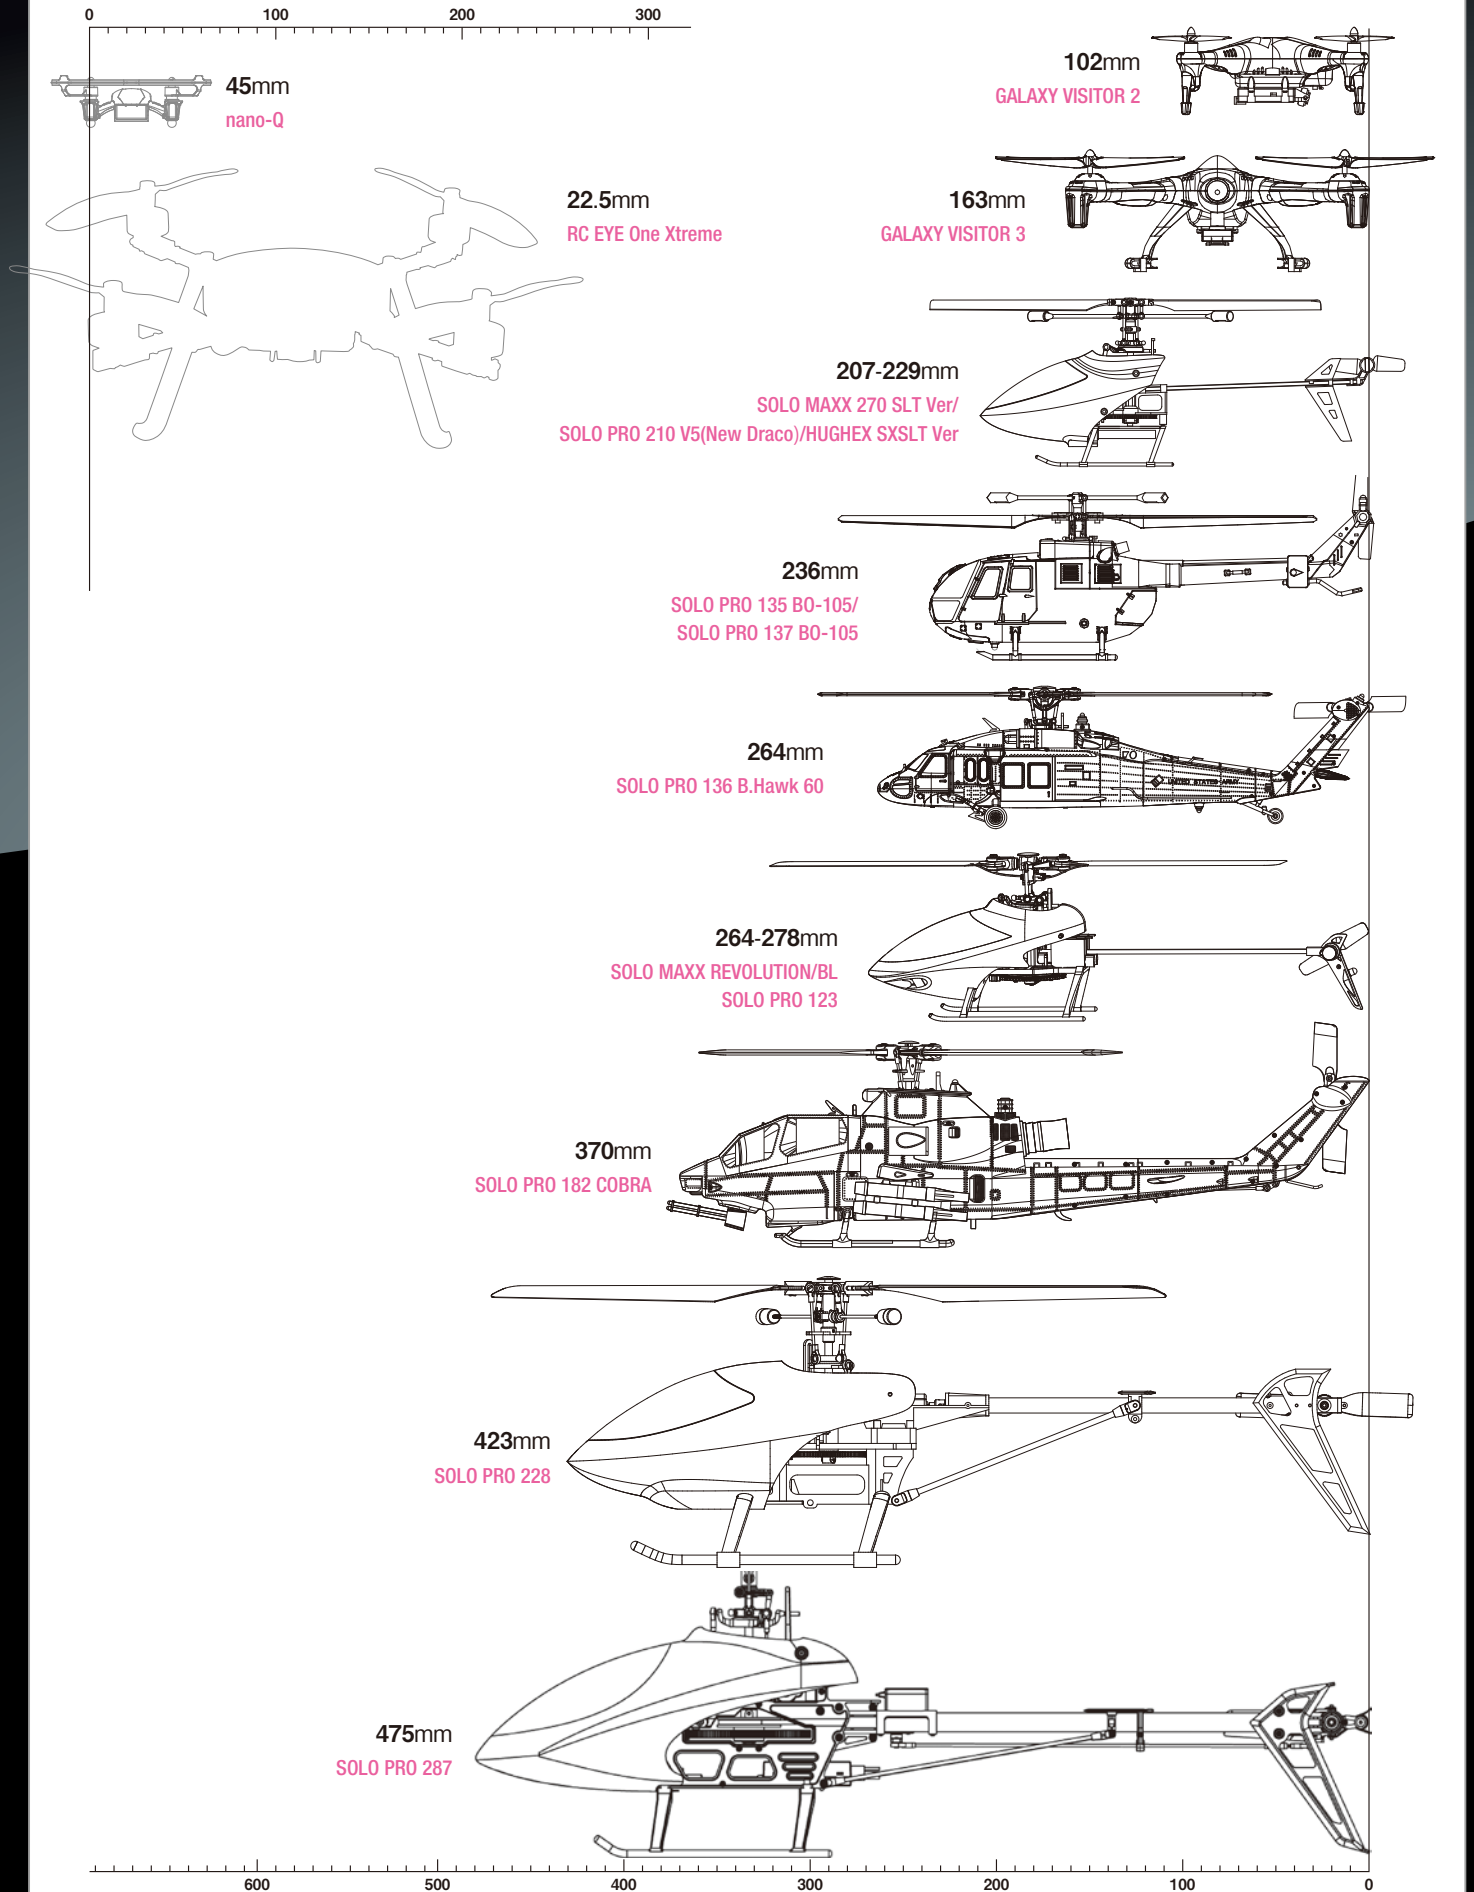 0 100 200 300
45mm
nano-Q
22.5mm
RC EYE One Xtreme
102mm
GALAXY VISITOR 2
163mm
GALAXY VISITOR 3
207-229mm
SOLO MAXX 270 SLT Ver/
SOLO PRO 210 V5(New Draco)/HUGHEX SXSLT Ver
236mm
SOLO PRO 135 BO-105/
SOLO PRO 137 BO-105
264mm
SOLO PRO 136 B.Hawk 60
UNITED STATES ARMY
264-278mm
SOLO MAXX REVOLUTION/BL
SOLO PRO 123
370mm
SOLO PRO 182 COBRA
423mm
SOLO PRO 228
475mm
SOLO PRO 287
600 500 400 300 200 100 0